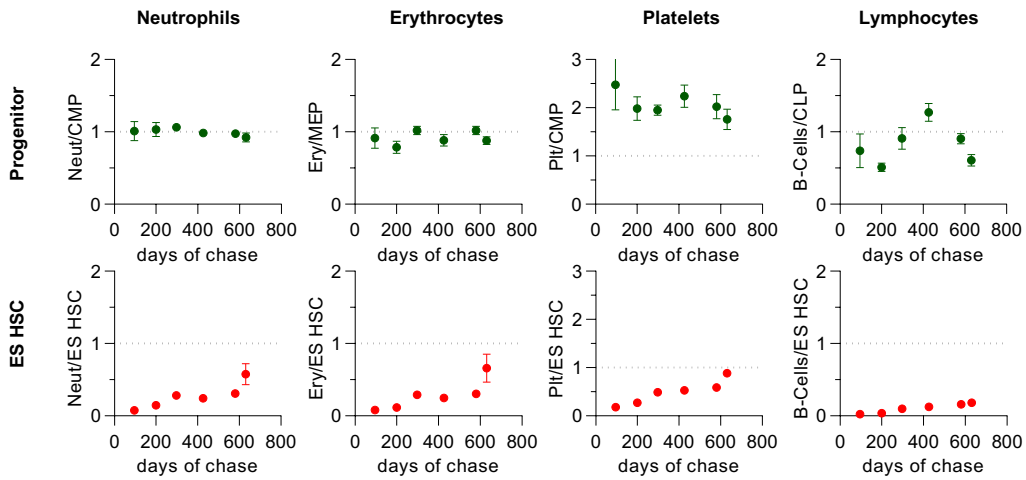 Neutrophils Erythrocytes Platelets Lymphocytes
Progenitor
Neut/CMP
2
1
0
0 200 400 600 800
days of chase
Ery/MEP
2
1
0
0 200 400 600 800
days of chase
Plt/CMP
3
2
1
0
0 200 400 600 800
days of chase
B-Cells/CLP
2
1
0
0 200 400 600 800
days of chase
ES HSC
Neut/ES HSC
2
1
0
0 200 400 600 800
days of chase
Ery/ES HSC
2
1
0
0 200 400 600 800
days of chase
Plt/ES HSC
3
2
1
0
0 200 400 600 800
days of chase
B-Cells/ES HSC
2
1
0
0 200 400 600 800
days of chase